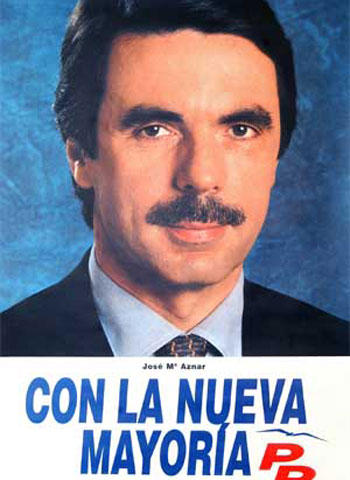 José Mª Aznar
CON LA NUEVA
MAYORÍA
PP